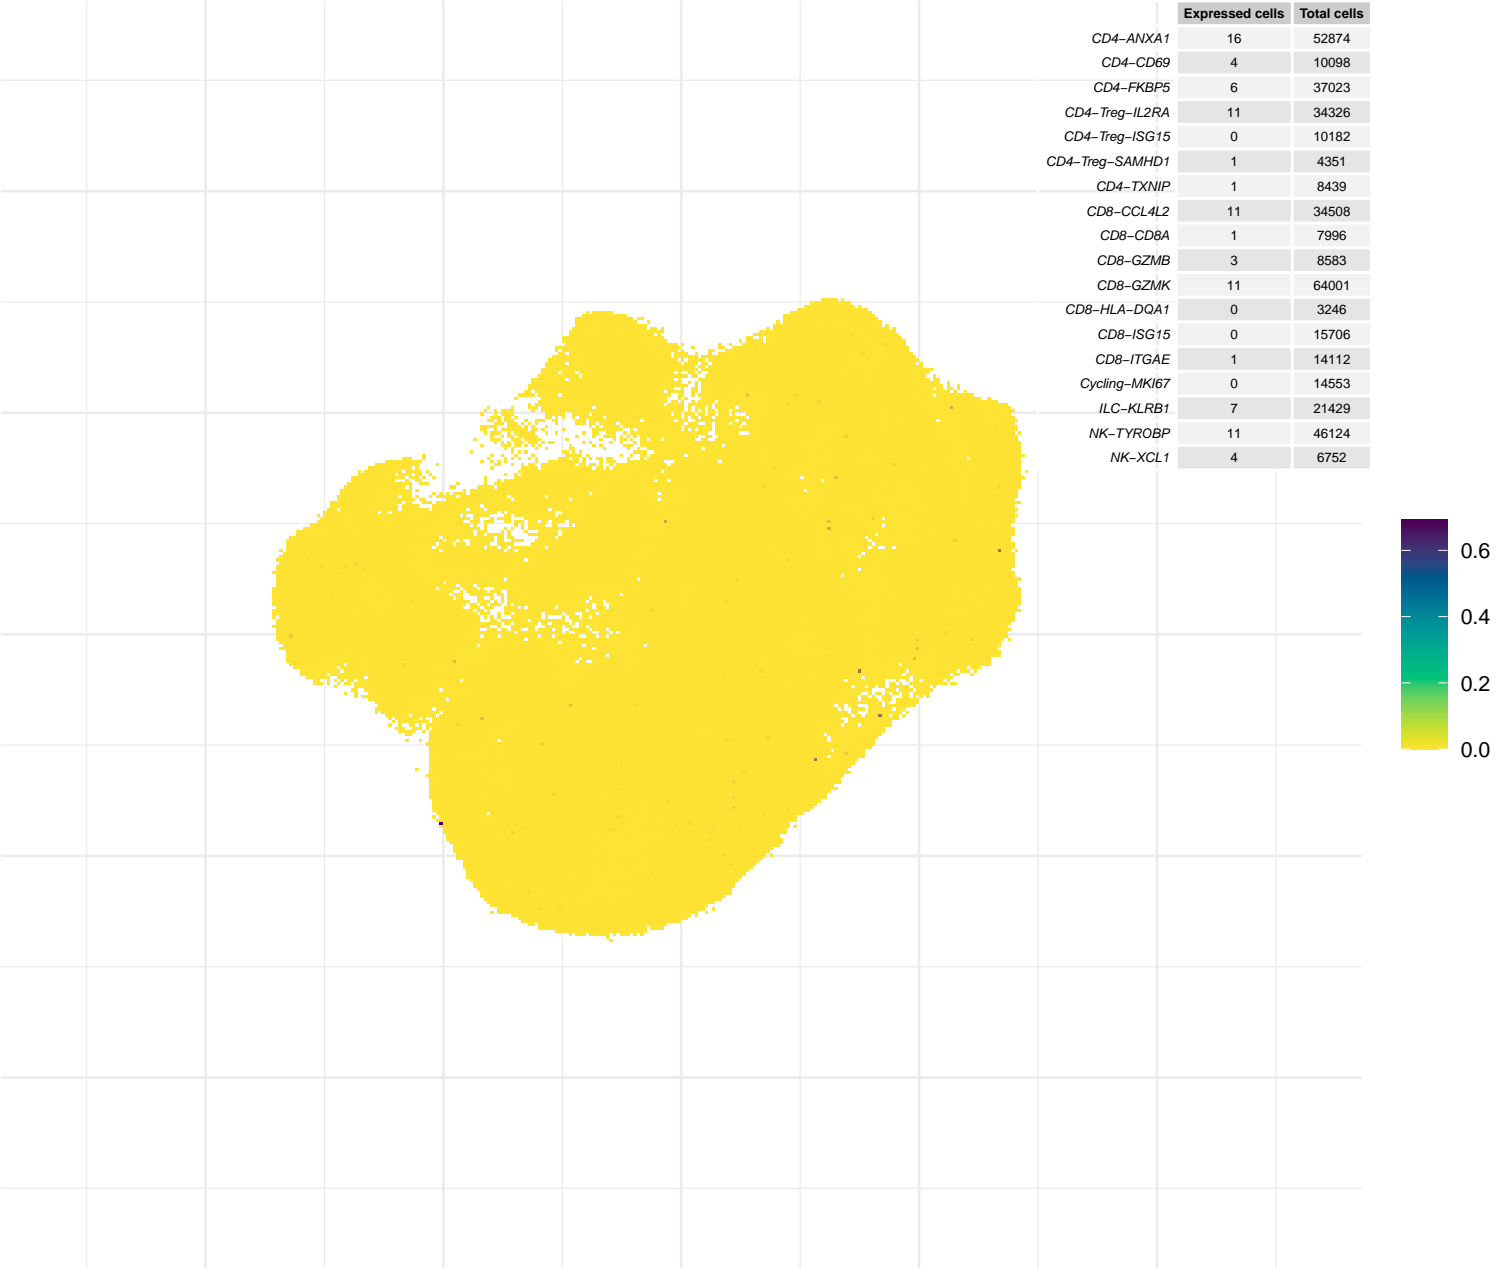 Expressed cells Total cells
CD4−ANXA1 16 52874
CD4−CD69 4 10098
CD4−FKBP5 6 37023
CD4−Treg−IL2RA 11 34326
CD4−Treg−ISG15 0 10182
CD4−Treg−SAMHD1 1 4351
CD4−TXNIP 1 8439
CD8−CCL4L2 11 34508
CD8−CD8A 1 7996
CD8−GZMB 3 8583
CD8−GZMK 11 64001
CD8−HLA−DQA1 0 3246
CD8−ISG15 0 15706
CD8−ITGAE 1 14112
Cycling−MKI67 0 14553
ILC−KLRB1 7 21429
NK−TYROBP 11 46124
NK−XCL1 4 6752
0.6
0.4
0.2
0.0